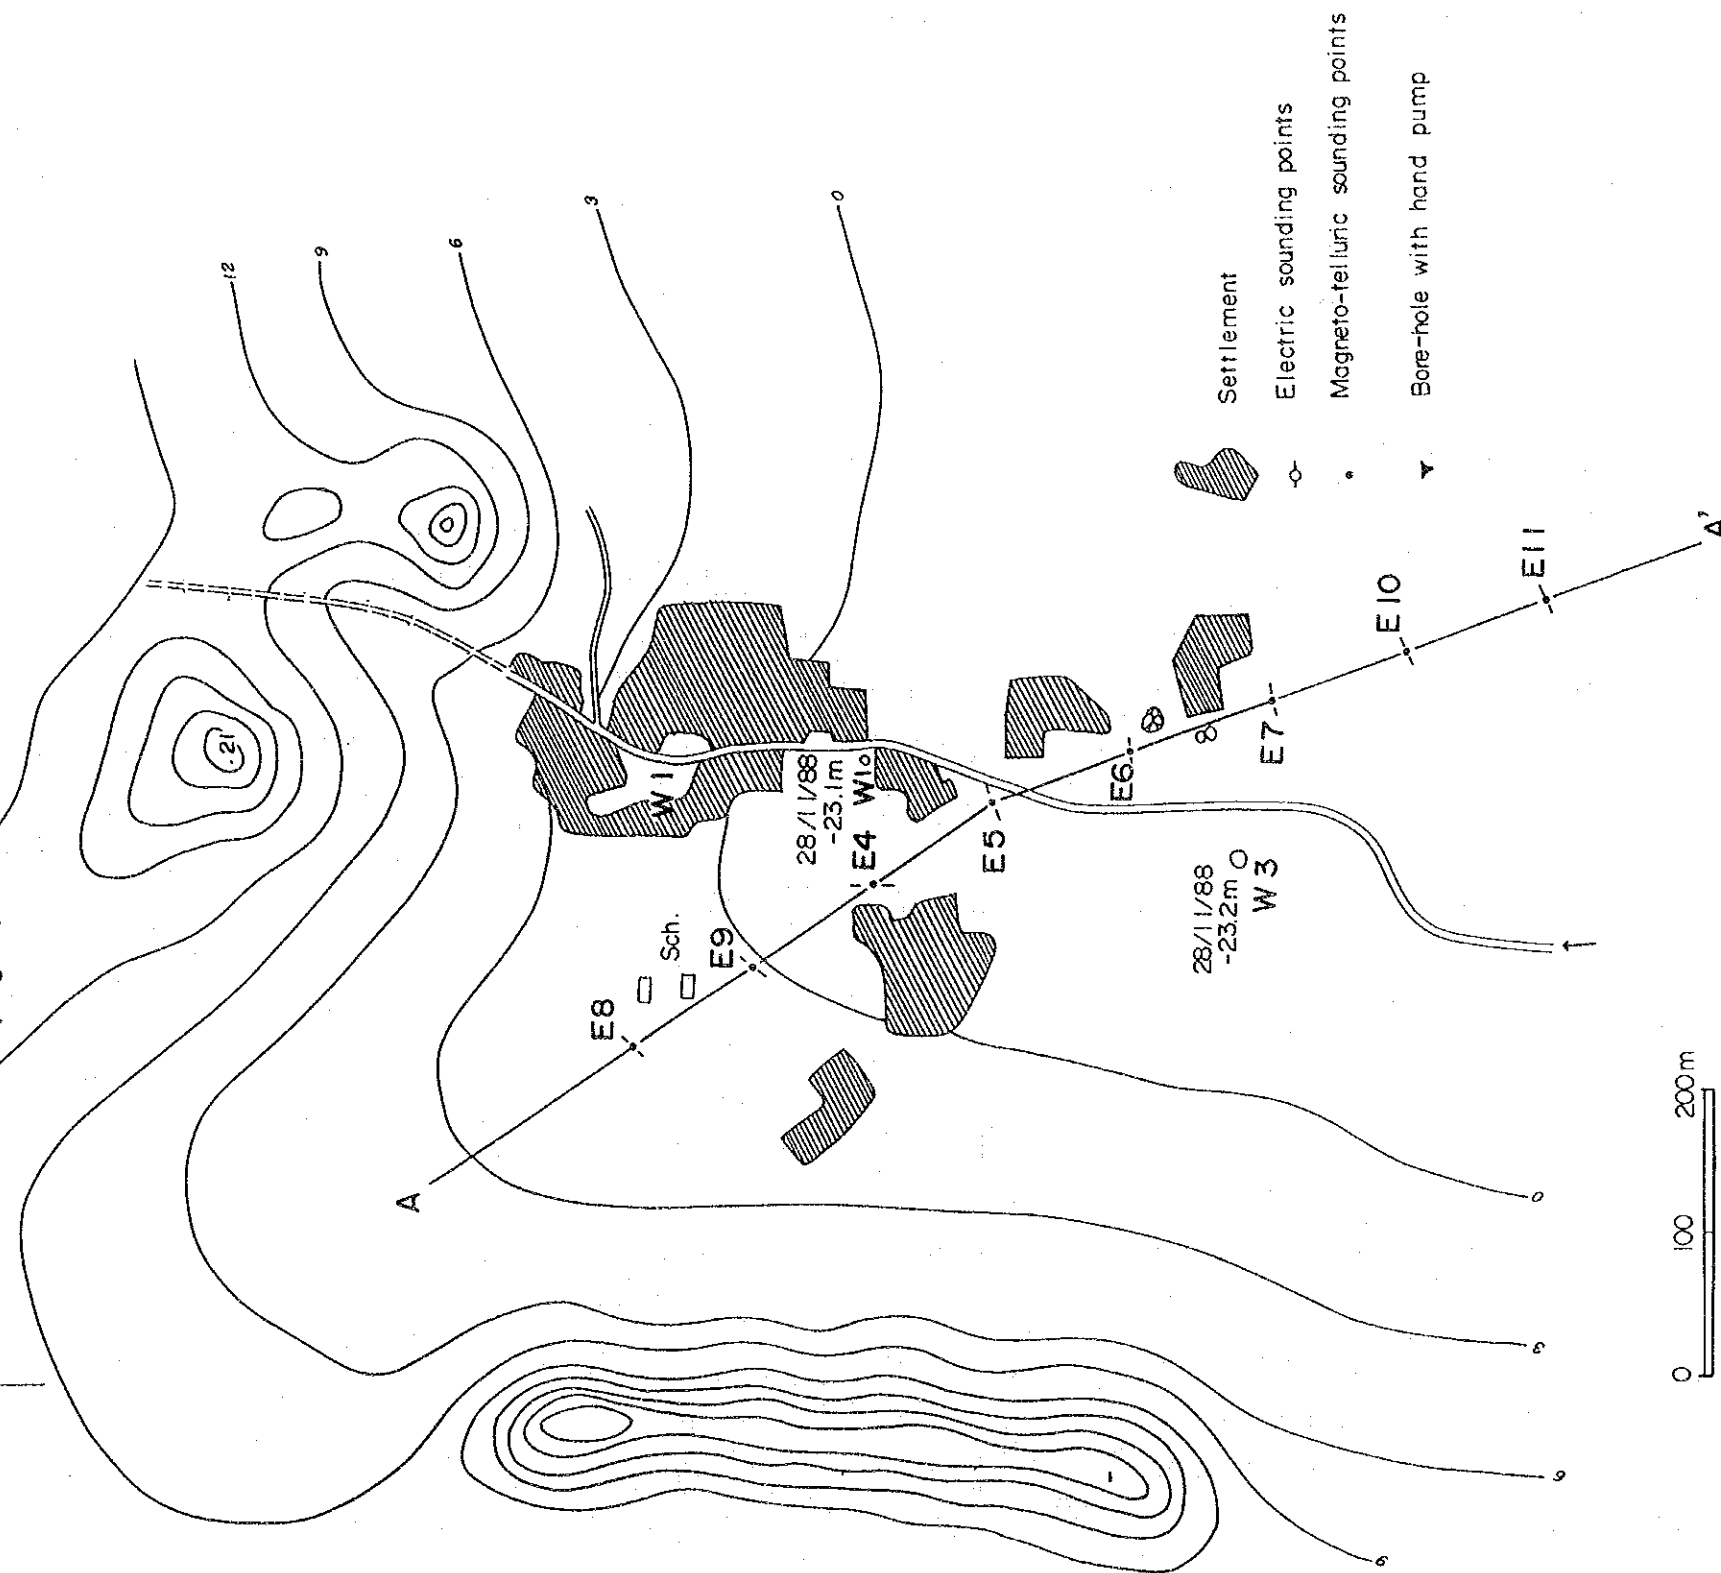 12
9
6
3
0
.21
W1
28/11/88
-23.1m
W1
E4
Sch.
E9
E8
A
E5
E6
8
E7
E10
E11
A'
28/11/88
-23.2m
W3
0
3
6
9
Settlement
Electric sounding points
Magneto-telluric sounding points
Bore-hole with hand pump
0 100 200m